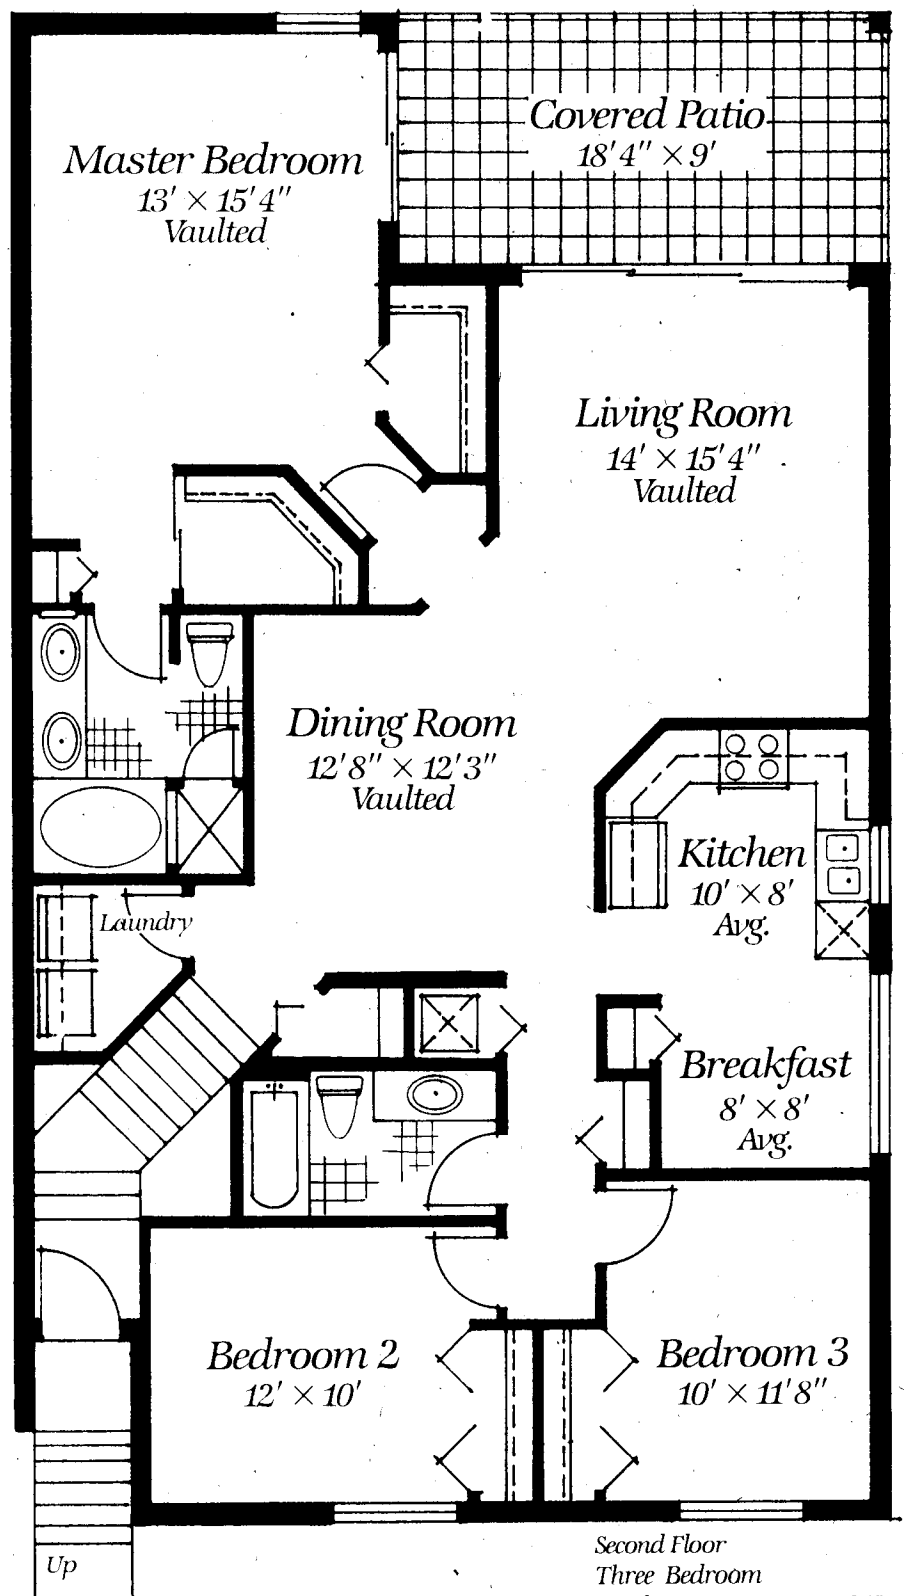 Covered Patio
18'4" × 9'
Master Bedroom
13' × 15'4"
Vaulted
Living Room
14' × 15'4"
Vaulted
Dining Room
12'8" × 12'3"
Vaulted
Kitchen
10' × 8'
Avg.
Laundry
Breakfast
8' × 8'
Avg.
Bedroom 2
12' × 10'
Bedroom 3
10' × 11'8"
Up
Second Floor
Three Bedroom